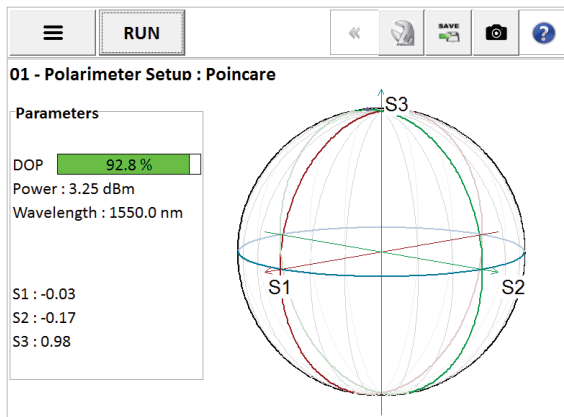 RUN
«
SAVE
?
01 - Polarimeter Setup : Poincare
Parameters
DOP 92.8 %
Power : 3.25 dBm
Wavelength : 1550.0 nm
S1 : -0.03
S2 : -0.17
S3 : 0.98
S3
S1
S2